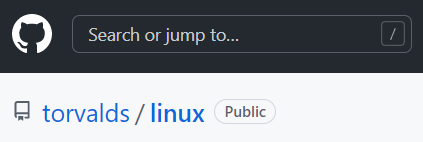 Search or jump to... /
torvalds / linux Public